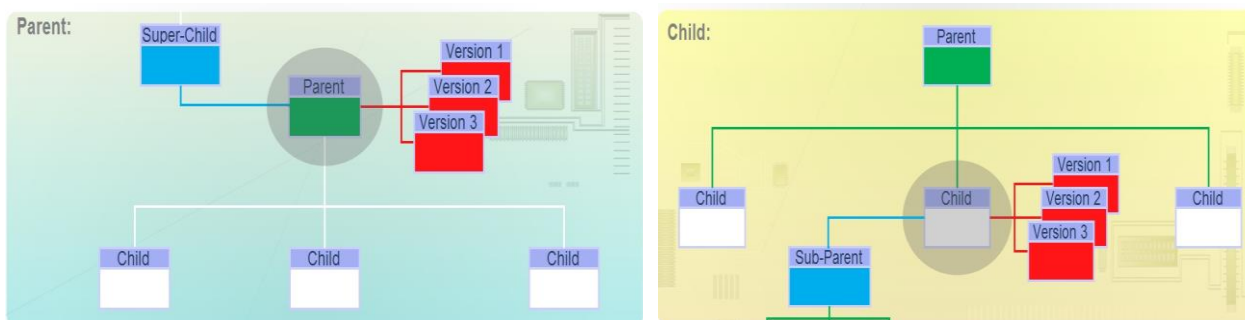 Parent:
Super-Child
Parent
Version 1
Version 2
Version 3
Child
Child
Child
Child:
Parent
Child
Child
Child
Version 1
Version 2
Version 3
Sub-Parent